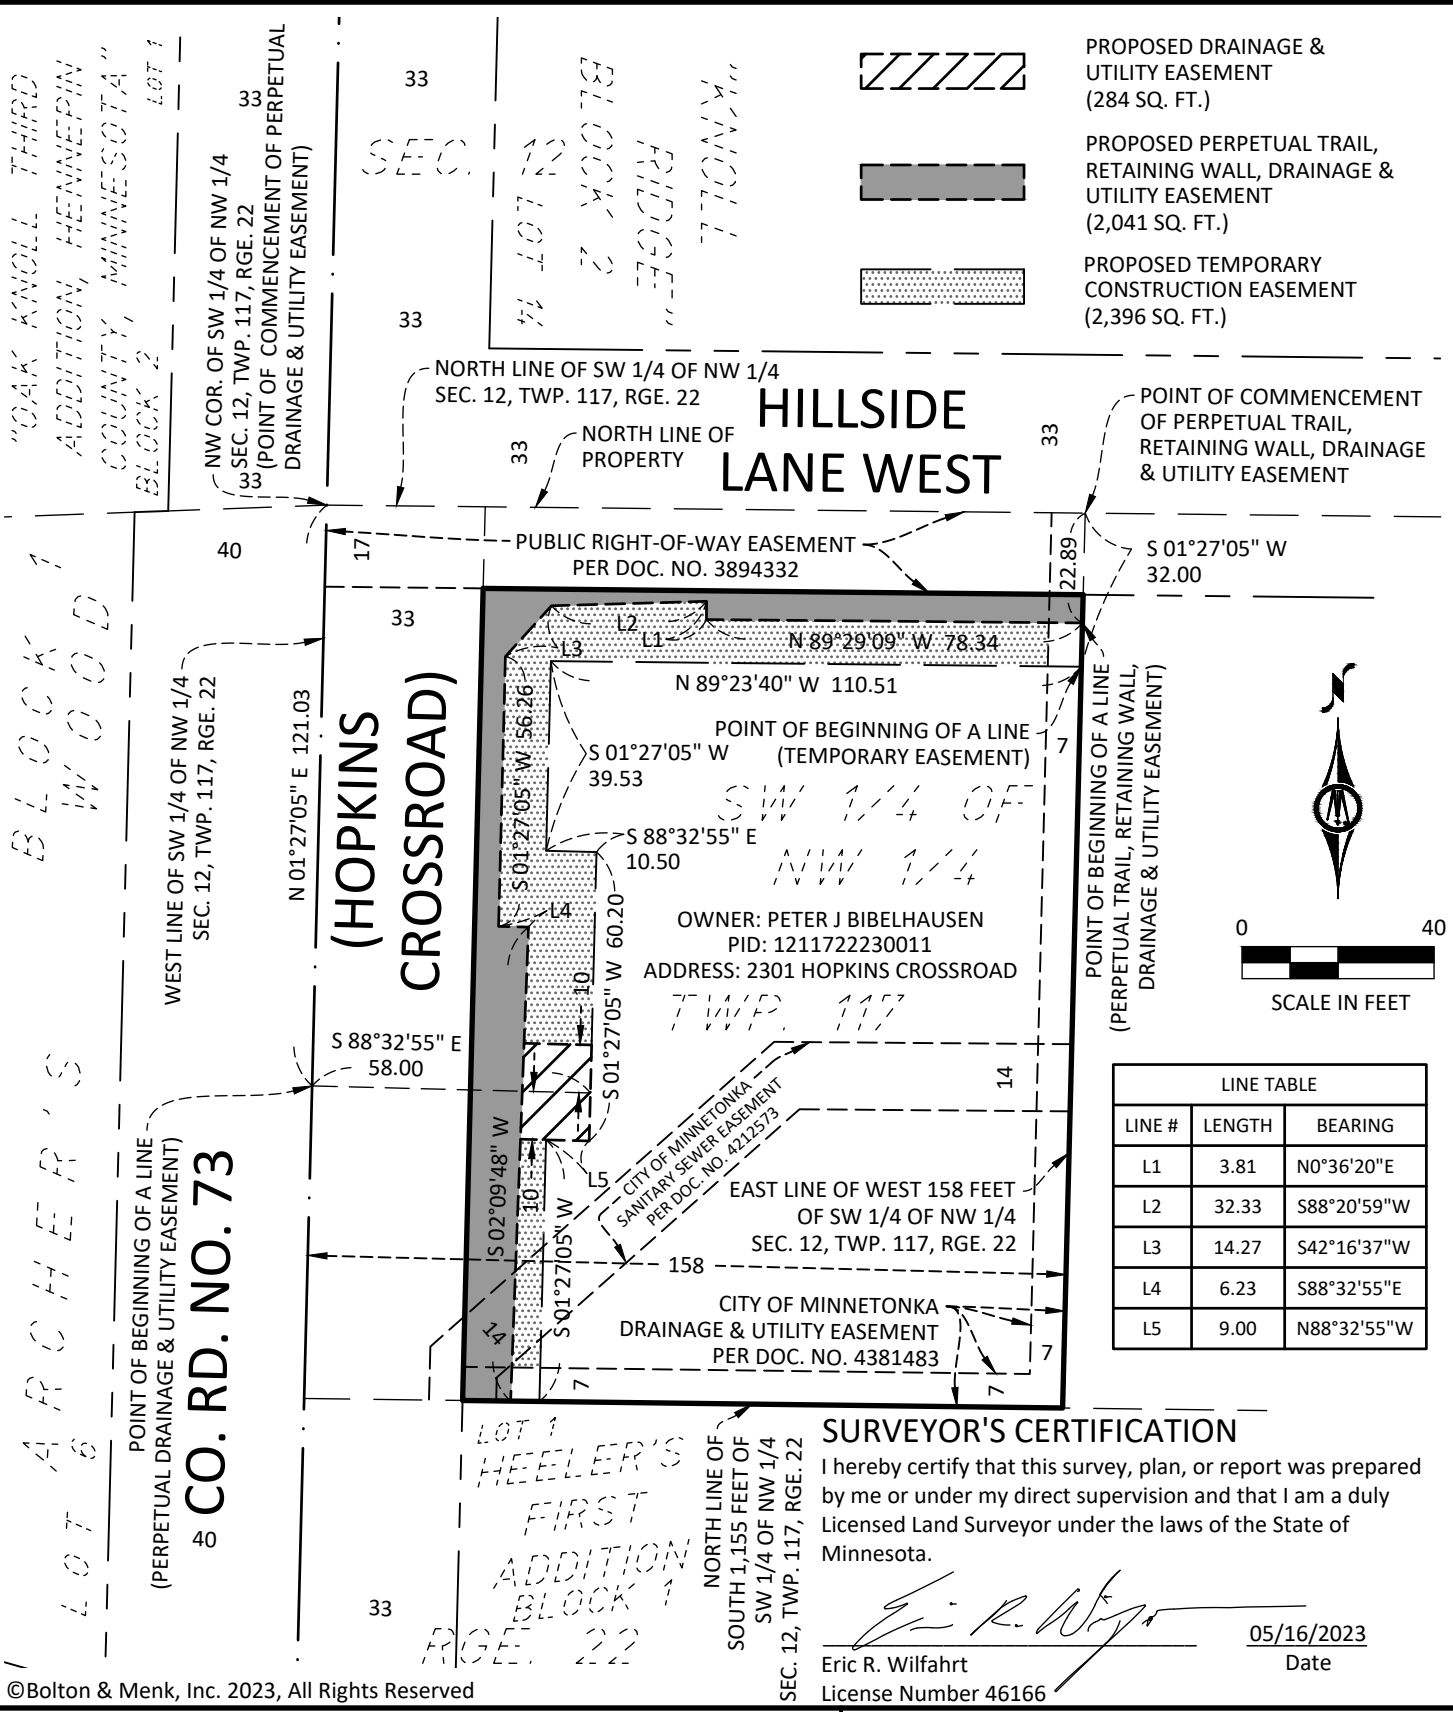 PROPOSED DRAINAGE &
UTILITY EASEMENT
(284 SQ. FT.)
PROPOSED PERPETUAL TRAIL,
RETAINING WALL, DRAINAGE &
UTILITY EASEMENT
(2,041 SQ. FT.)
PROPOSED TEMPORARY
CONSTRUCTION EASEMENT
(2,396 SQ. FT.)
"OAK KNOLL THIRD
ADDITION, HENNEPIN
COUNTY, MINNESOTA"
LOT 1
BLOCK 2
33
33
SEC. 12
LOT 4
BLOCK 2
RIDGE"
"KNOLL
NW COR. OF SW 1/4 OF NW 1/4
SEC. 12, TWP. 117, RGE. 22
(POINT OF COMMENCEMENT OF PERPETUAL
DRAINAGE & UTILITY EASEMENT)
33
33
NORTH LINE OF SW 1/4 OF NW 1/4
SEC. 12, TWP. 117, RGE. 22
33
NORTH LINE OF
PROPERTY
HILLSIDE
LANE WEST
33
POINT OF COMMENCEMENT
OF PERPETUAL TRAIL,
RETAINING WALL, DRAINAGE
& UTILITY EASEMENT
40
17
PUBLIC RIGHT-OF-WAY EASEMENT
PER DOC. NO. 3894332
22.89
S 01°27'05" W
32.00
33
L2
L1
L3
N 89°29'09" W 78.34
N 89°23'40" W 110.51
POINT OF BEGINNING OF A LINE
(TEMPORARY EASEMENT)
7
POINT OF BEGINNING OF A LINE
(PERPETUAL TRAIL, RETAINING WALL,
DRAINAGE & UTILITY EASEMENT)
N
BLOCK 1
WOOD
WEST LINE OF SW 1/4 OF NW 1/4
SEC. 12, TWP. 117, RGE. 22
N 01°27'05" E 121.03
(HOPKINS
CROSSROAD)
S 01°27'05" W 56.26
S 01°27'05" W
39.53
S 88°32'55" E
10.50
SW 1/4 OF
NW 1/4
L4
S 01°27'05" W 60.20
OWNER: PETER J BIBELHAUSEN
PID: 1211722230011
ADDRESS: 2301 HOPKINS CROSSROAD
TWP. 117
10
0 40
SCALE IN FEET
S 88°32'55" E
58.00
14
CITY OF MINNETONKA
SANITARY SEWER EASEMENT
PER DOC. NO. 4212573
LINE TABLE
LINE # LENGTH BEARING
L1 3.81 N0°36'20"E
L2 32.33 S88°20'59"W
L3 14.27 S42°16'37"W
L4 6.23 S88°32'55"E
L5 9.00 N88°32'55"W
LOT 6
ARCHER'S
POINT OF BEGINNING OF A LINE
(PERPETUAL DRAINAGE & UTILITY EASEMENT)
CO. RD. NO. 73
S 02°09'48" W
10
L5
S 01°27'05" W
EAST LINE OF WEST 158 FEET
OF SW 1/4 OF NW 1/4
SEC. 12, TWP. 117, RGE. 22
158
CITY OF MINNETONKA
DRAINAGE & UTILITY EASEMENT
PER DOC. NO. 4381483
14
7
7
7
40
33
LOT 1
HEELER'S
FIRST
ADDITION
BLOCK 1
RGE. 22
NORTH LINE OF
SOUTH 1,155 FEET OF
SW 1/4 OF NW 1/4
SEC. 12, TWP. 117, RGE. 22
SURVEYOR'S CERTIFICATION
I hereby certify that this survey, plan, or report was prepared
by me or under my direct supervision and that I am a duly
Licensed Land Surveyor under the laws of the State of
Minnesota.
Eric R. Wilfahrt
License Number 46166
05/16/2023
Date
©Bolton & Menk, Inc. 2023, All Rights Reserved